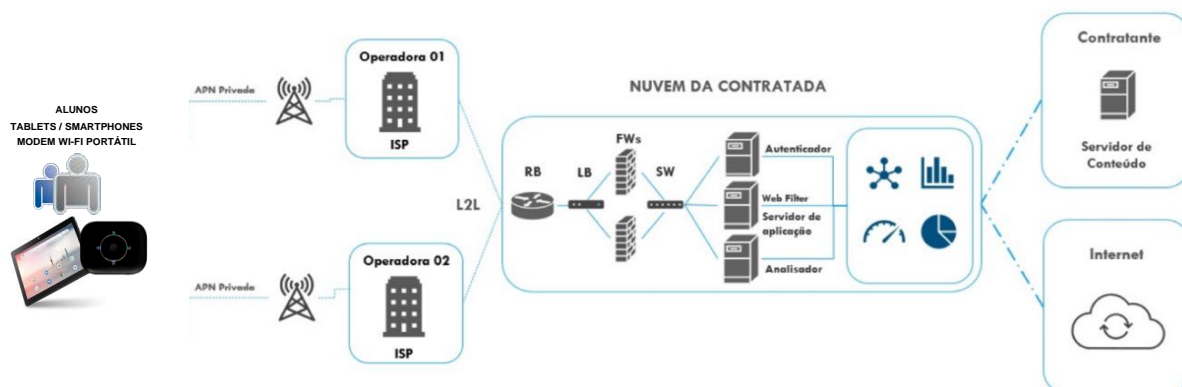 ALUNOS
TABLETS / SMARTPHONES
MODEM WI-FI PORTÁTIL
APN Privada
Operadora 01
ISP
APN Privada
Operadora 02
ISP
L2L
NUVEM DA CONTRATADA
RB
LB
FWs
SW
Autenticador
Web Filter
Servidor de
aplicação
Analisador
Contratante
Servidor de
Conteúdo
Internet